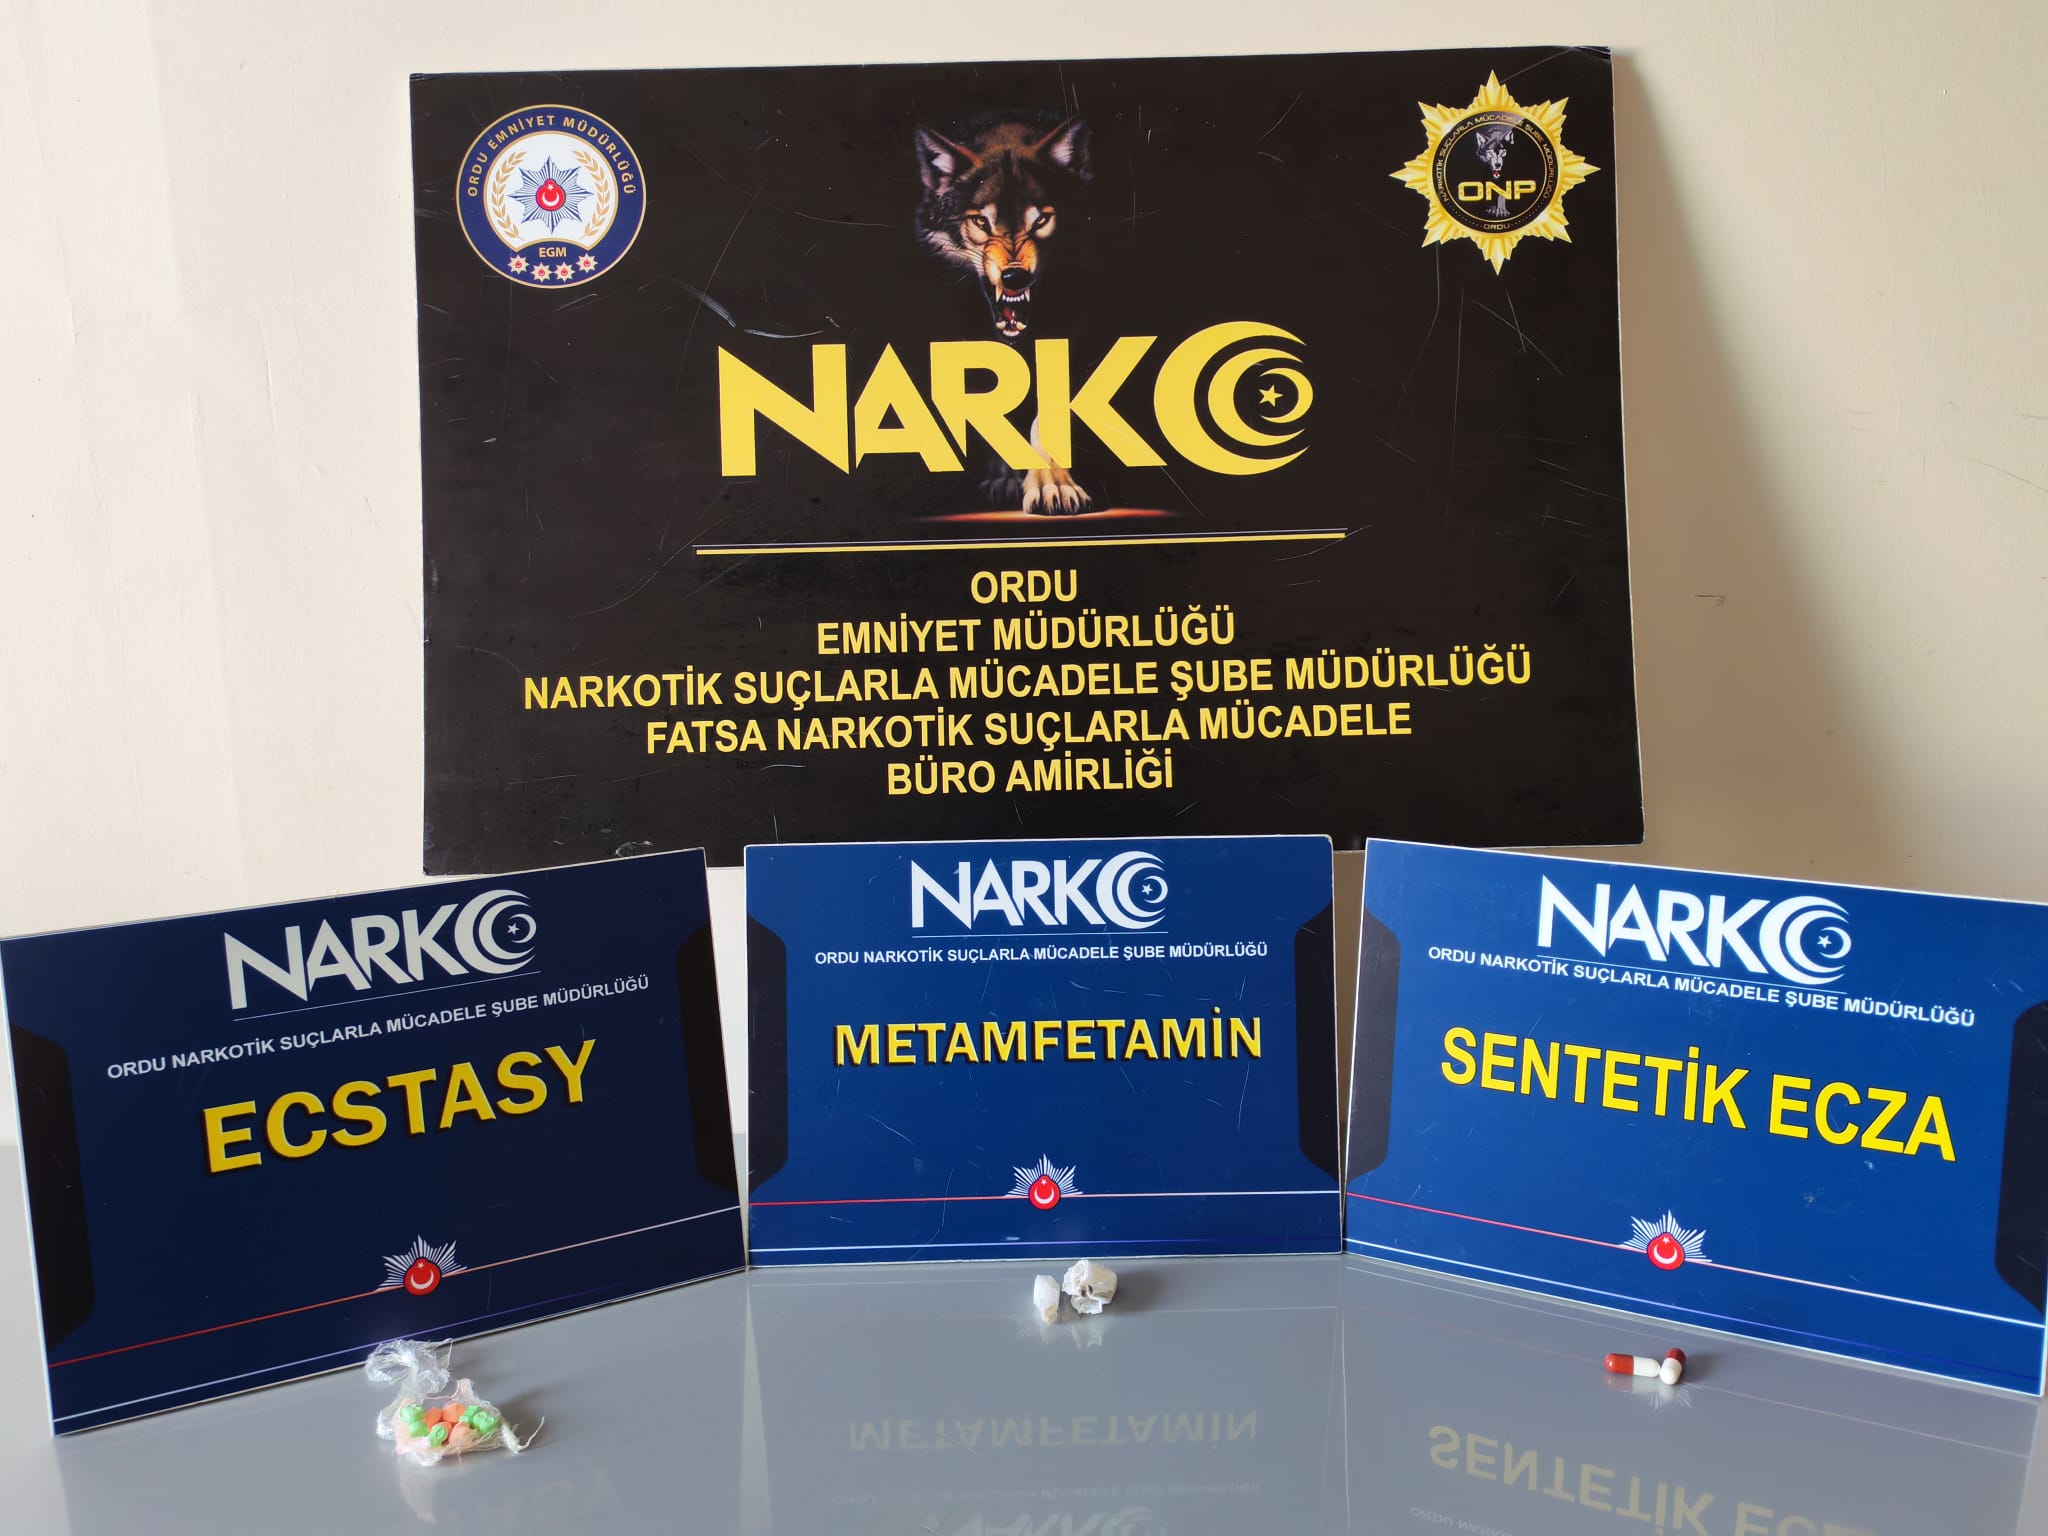 ORDU EMNİYET MÜDÜRLÜĞÜ
EGM
NARKOTİK SUÇLARLA MÜCADELE ŞUBE MÜDÜRLÜĞÜ
ONP
ORDU
NARKO
ORDU
EMNİYET MÜDÜRLÜĞÜ
NARKOTİK SUÇLARLA MÜCADELE ŞUBE MÜDÜRLÜĞÜ
FATSA NARKOTİK SUÇLARLA MÜCADELE
BÜRO AMİRLİĞİ
NARKO
ORDU NARKOTİK SUÇLARLA MÜCADELE ŞUBE MÜDÜRLÜĞÜ
ECSTASY
NARKO
ORDU NARKOTİK SUÇLARLA MÜCADELE ŞUBE MÜDÜRLÜĞÜ
METAMFETAMİN
NARKO
ORDU NARKOTİK SUÇLARLA MÜCADELE ŞUBE MÜDÜRLÜĞÜ
SENTETİK ECZA